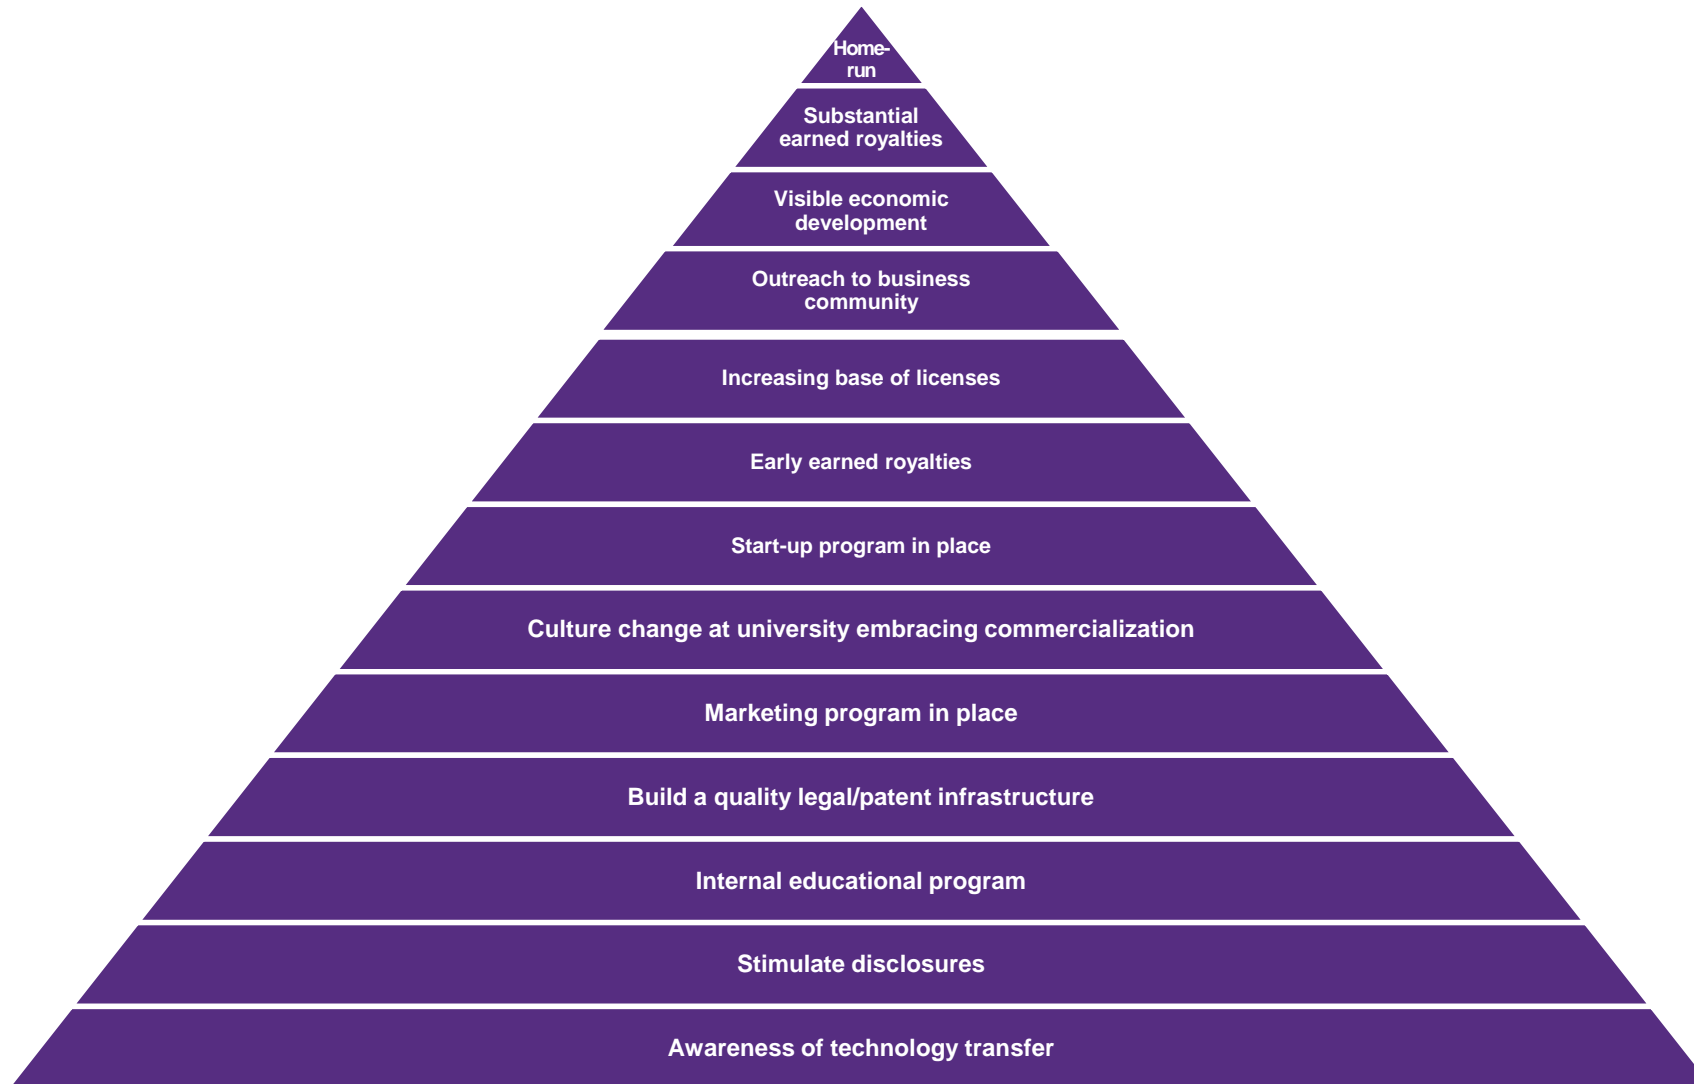 Home-
run
Substantial
earned royalties
Visible economic
development
Outreach to business
community
Increasing base of licenses
Early earned royalties
Start-up program in place
Culture change at university embracing commercialization
Marketing program in place
Build a quality legal/patent infrastructure
Internal educational program
Stimulate disclosures
Awareness of technology transfer